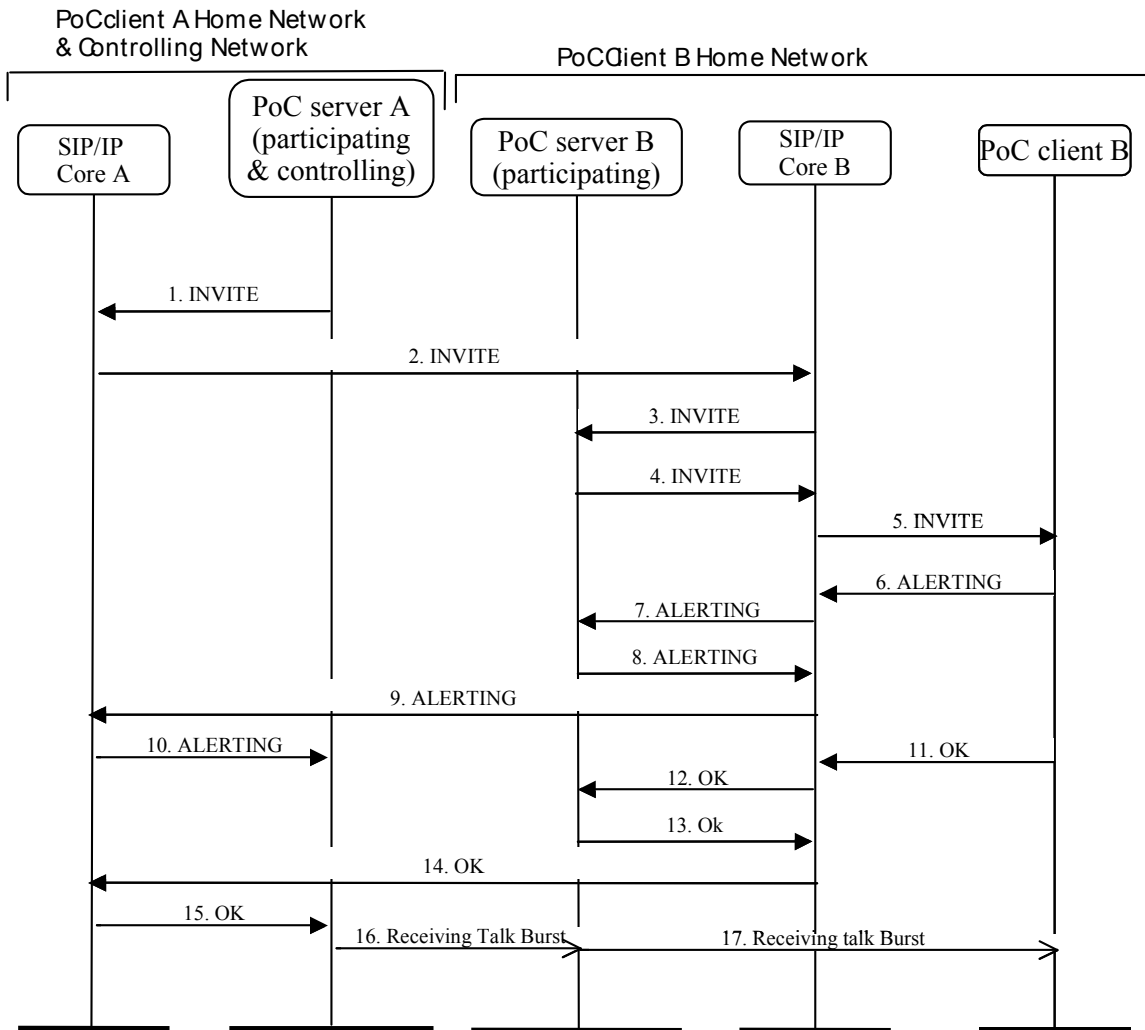 PoCclient A Home Network
& Controlling Network
PoCClient B Home Network
SIP/IP
Core A
PoC server A
(participating
& controlling)
PoC server B
(participating)
SIP/IP
Core B
PoC client B
1. INVITE
2. INVITE
3. INVITE
4. INVITE
5. INVITE
6. ALERTING
7. ALERTING
8. ALERTING
9. ALERTING
10. ALERTING
11. OK
12. OK
13. Ok
14. OK
15. OK
16. Receiving Talk Burst
17. Receiving talk Burst